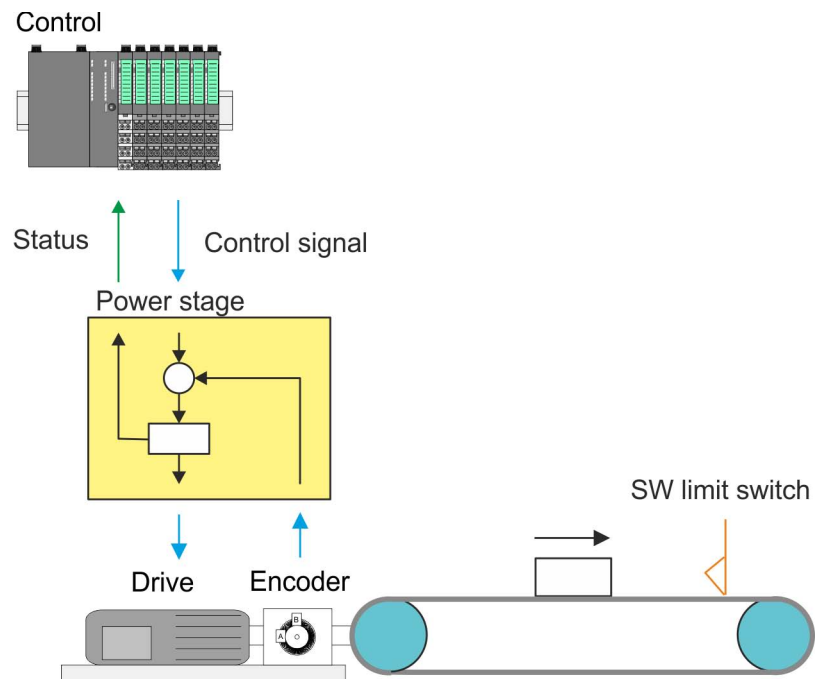 Control
Status
Control signal
Power stage
SW limit switch
Drive
Encoder
B
A